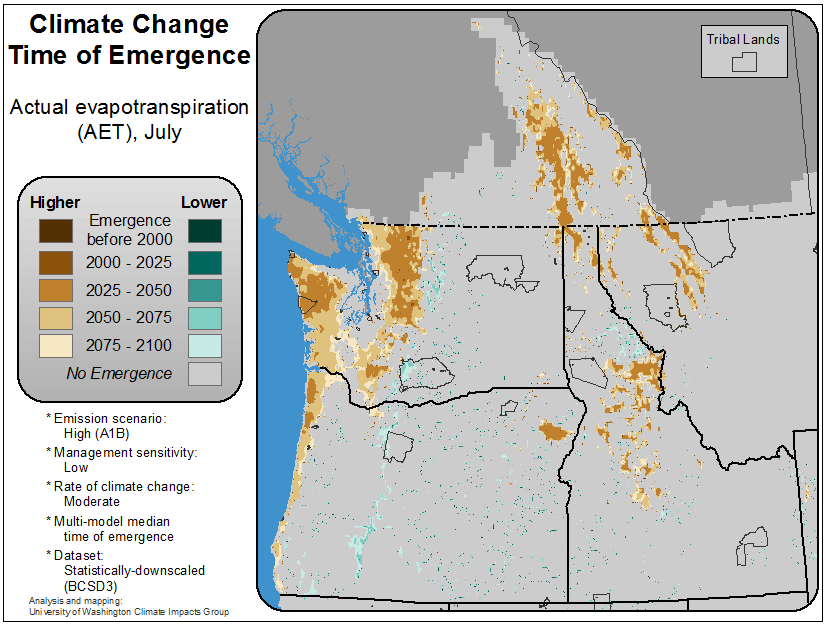 Climate Change
Time of Emergence
Actual evapotranspiration
(AET), July
Higher Lower
Emergence
before 2000
2000 - 2025
2025 - 2050
2050 - 2075
2075 - 2100
No Emergence
* Emission scenario:
High (A1B)
* Management sensitivity:
Low
* Rate of climate change:
Moderate
* Multi-model median
time of emergence
* Dataset:
Statistically-downscaled
(BCSD3)
Analysis and mapping:
University of Washington Climate Impacts Group
Tribal Lands